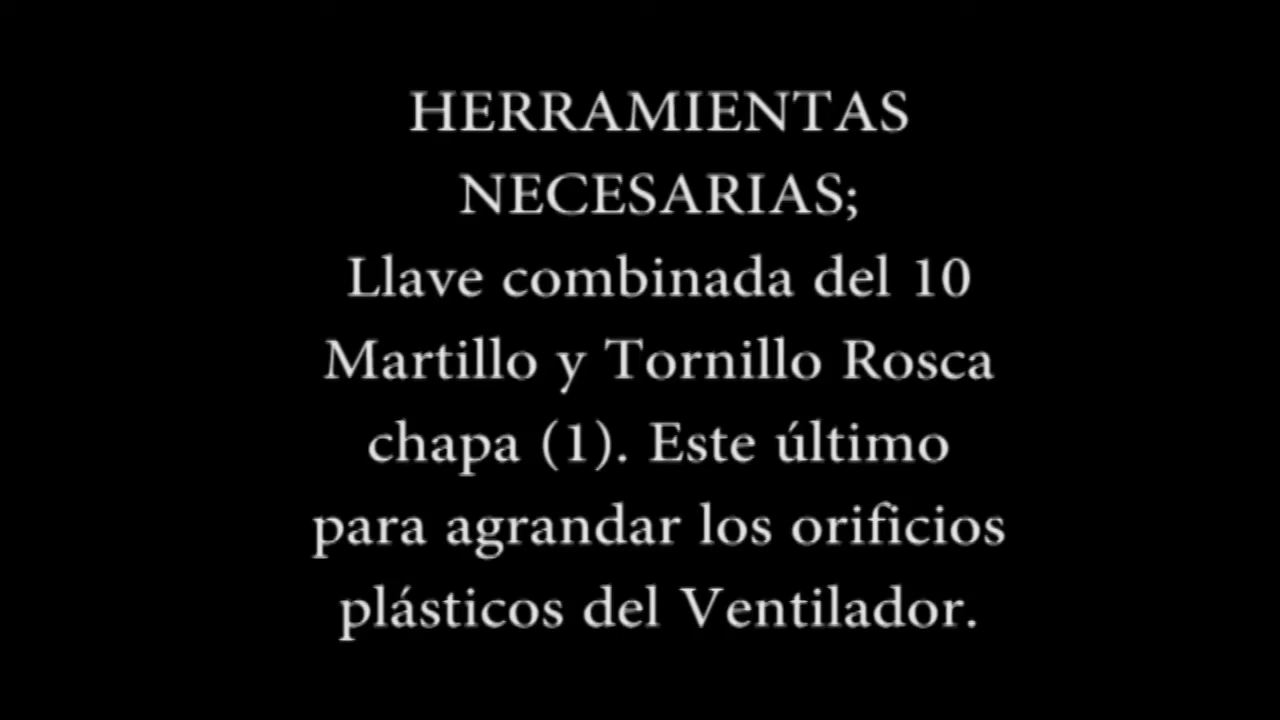 HERRAMIENTAS
NECESARIAS;
Llave combinada del 10
Martillo y Tornillo Rosca
chapa (1). Este último
para agrandar los orificios
plásticos del Ventilador.